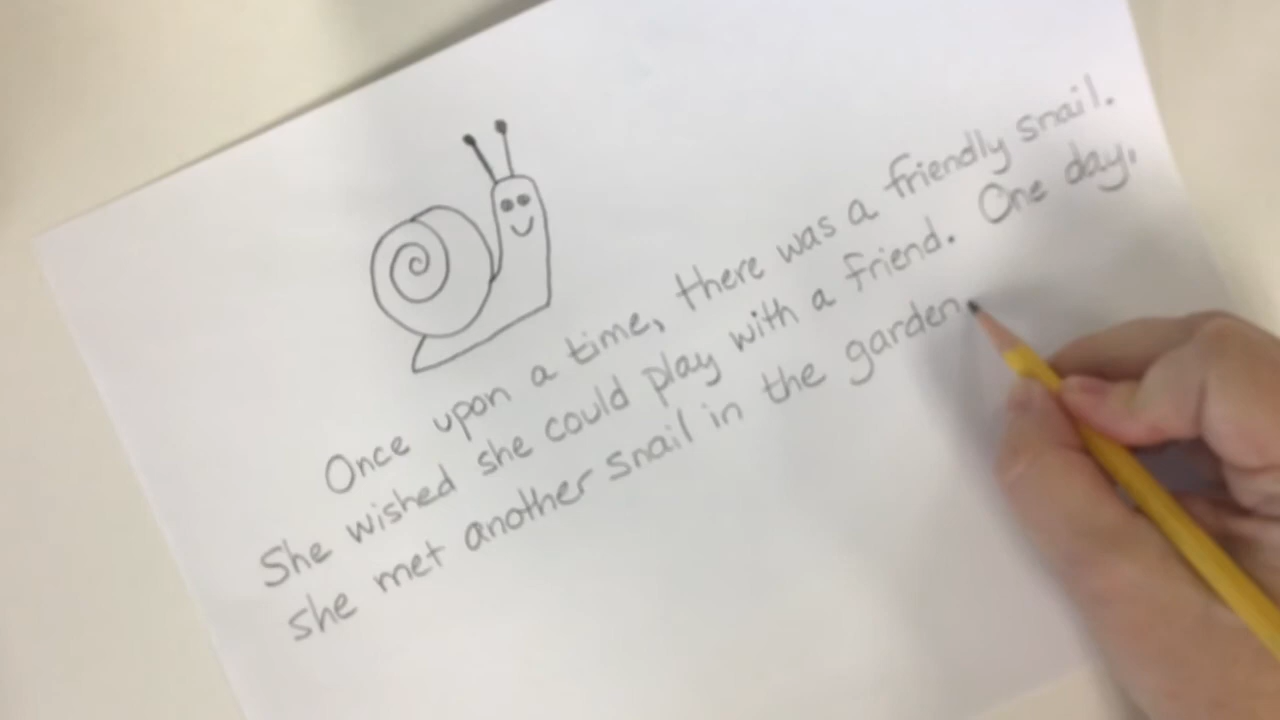 Once upon a time, there was a friendly snail.
She wished she could play with a friend. One day,
she met another snail in the garden.